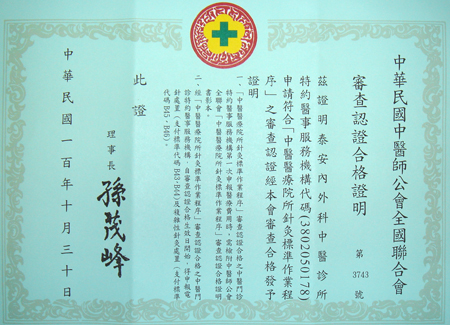 中華民國中醫師公會全國聯合會
審查認證合格證明
第3743號
茲證明泰安內外科中醫診所
特約醫事服務機構代碼(3802050178)
申請符合「中醫醫療院所針灸標準作業程
序」之審查認證經本會審查合格發予
證明
一、「中醫醫療院所針灸標準作業程序」審查認證合格之中醫門診
特約醫事服務機構第一次申報醫療費用時，需檢附中醫師公會
全聯會「中醫醫療院所針灸標準作業程序」審查認證合格證明
書影本。
二、經「中醫醫療院所針灸標準作業程序」審查認證合格之中醫門
診特約醫事服務機構，自審查認證合格生效日開始，得申報電
針處置(支付標準代碼B43、B44)及複雜性針灸處置(支付標準
代碼B45、B46)。
此證
理事長 孫茂峰
中華民國一百年十月三十日